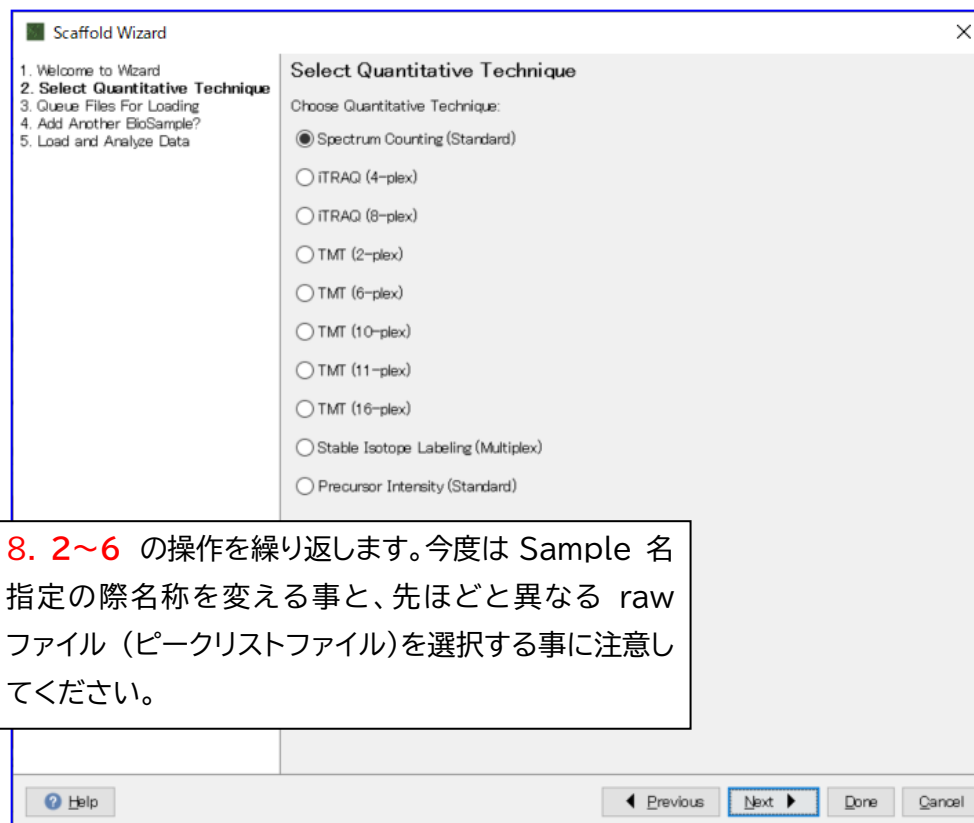 Scaffold Wizard
1. Welcome to Wizard
2. Select Quantitative Technique
3. Queue Files For Loading
4. Add Another BioSample?
5. Load and Analyze Data
Select Quantitative Technique
Choose Quantitative Technique:
Spectrum Counting (Standard)
iTRAQ (4-plex)
iTRAQ (8-plex)
TMT (2-plex)
TMT (6-plex)
TMT (10-plex)
TMT (11-plex)
TMT (16-plex)
Stable Isotope Labeling (Multiplex)
Precursor Intensity (Standard)
8. 2~6 の操作を繰り返します。今度は Sample 名
指定の際名称を変える事と、先ほどと異なる raw
ファイル (ピークリストファイル)を選択する事に注意し
てください。
Help
Previous
Next
Done
Cancel